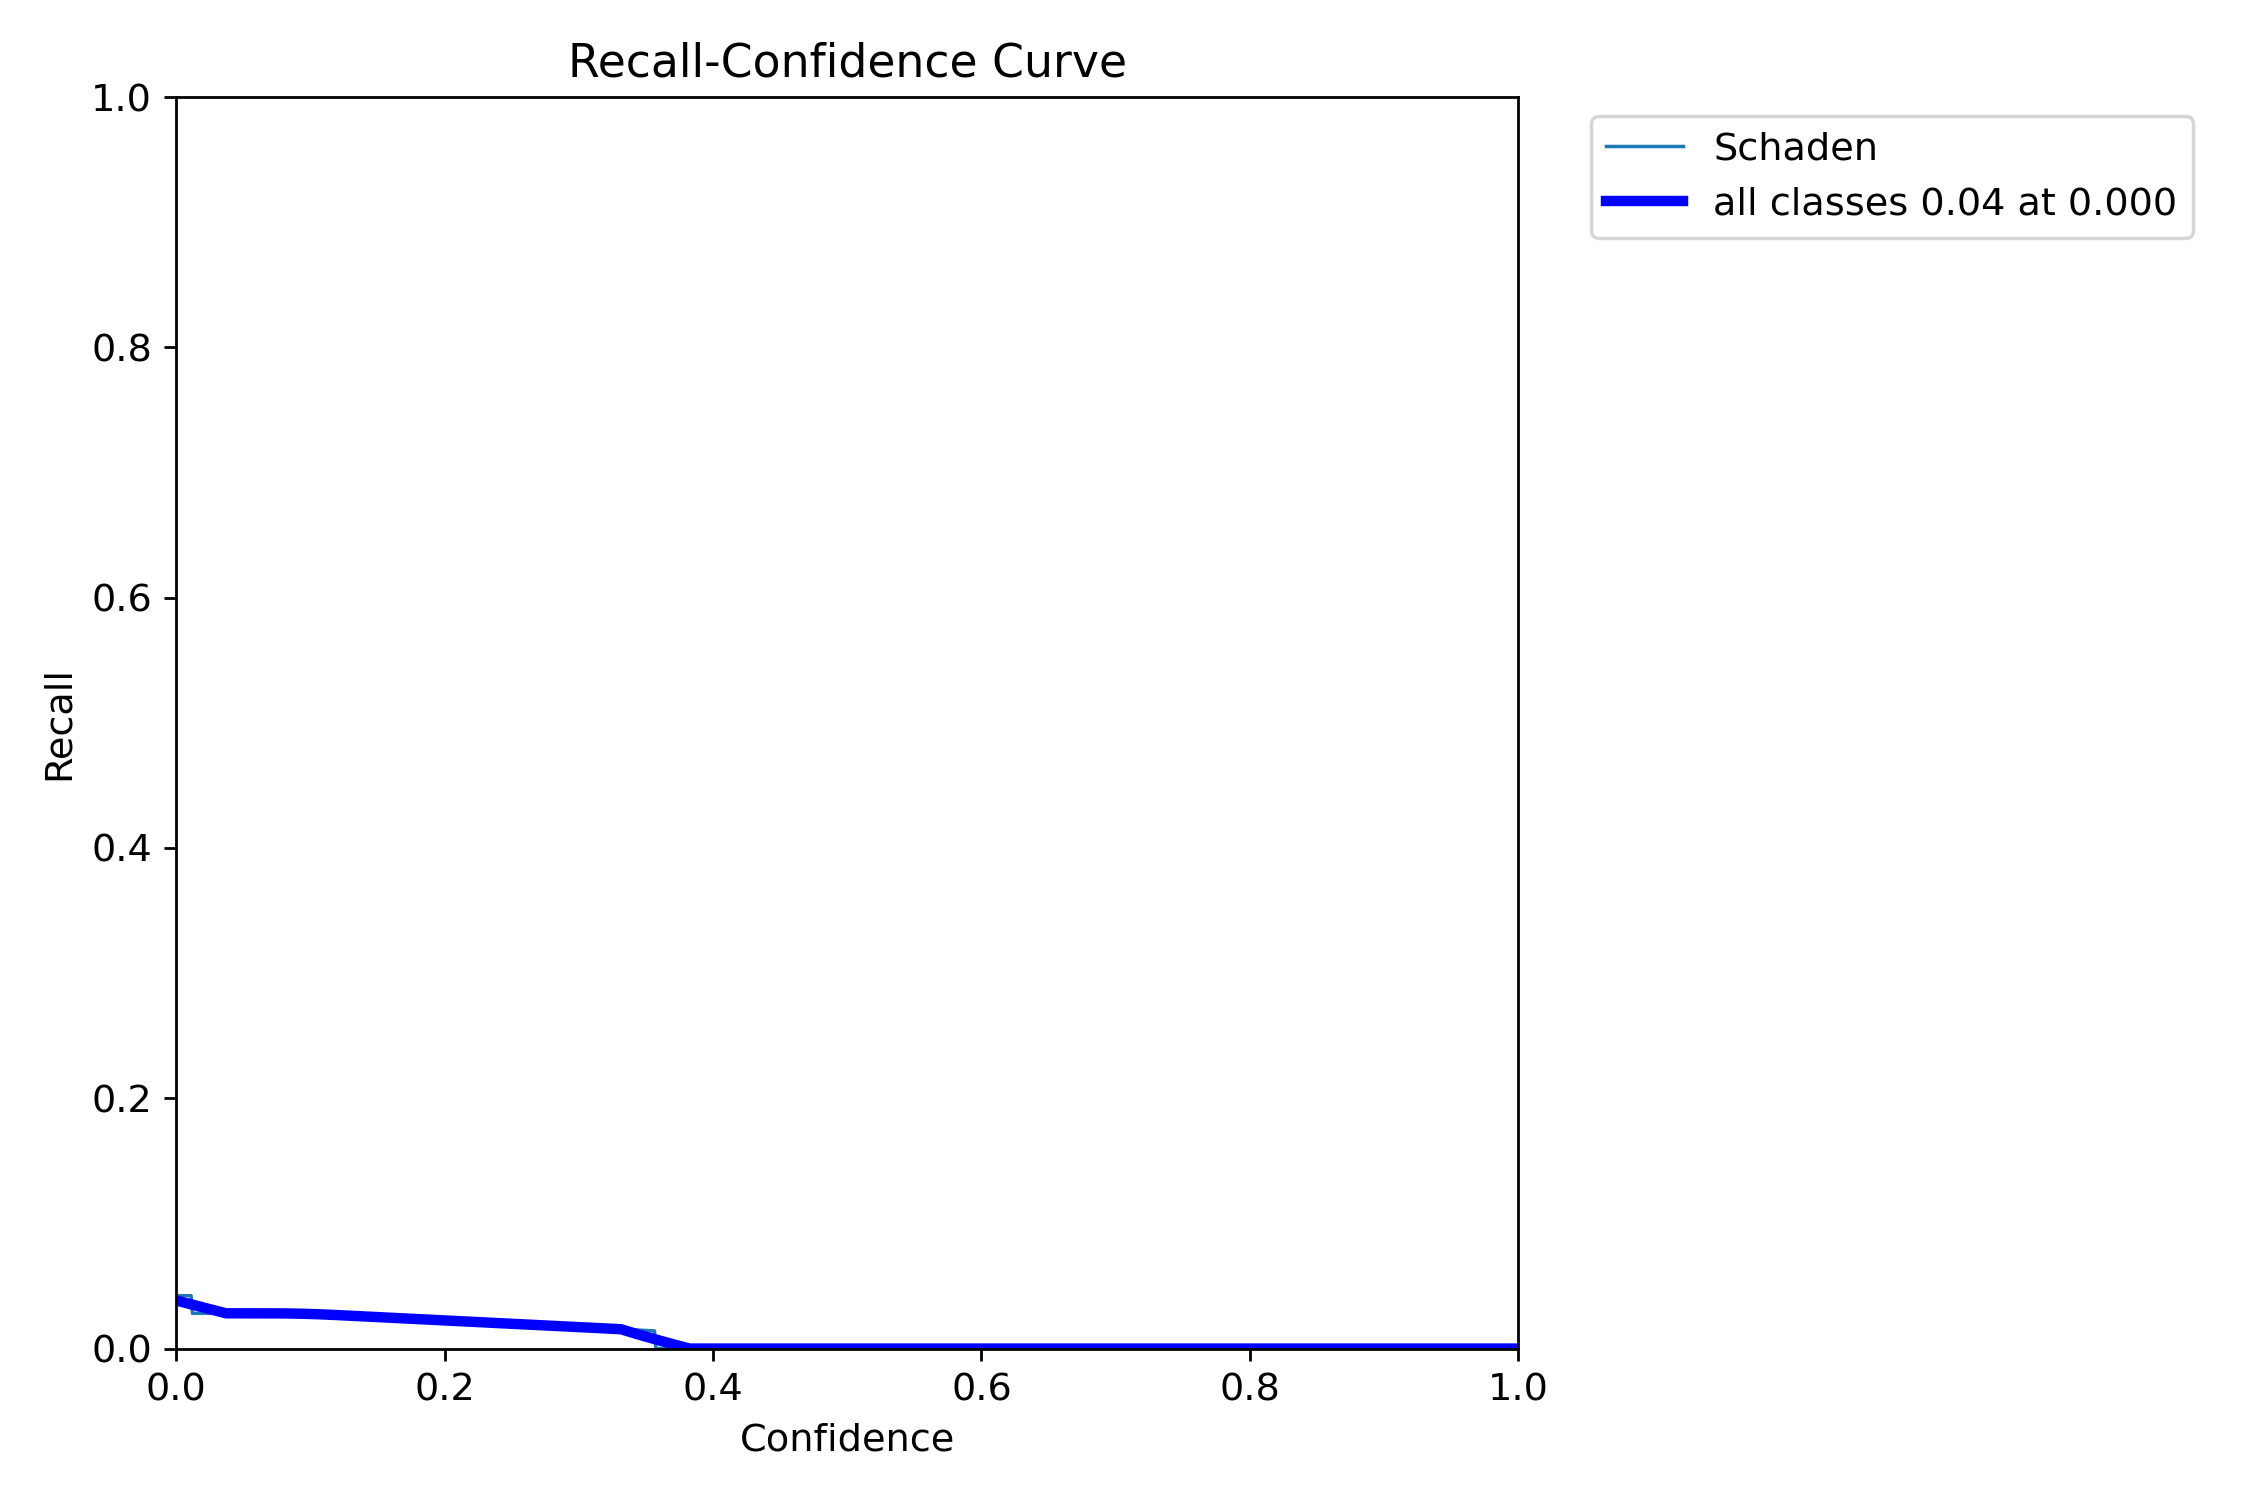 Recall-Confidence Curve
1.0
0.8
0.6
0.4
0.2
0.0
Recall
0.0 0.2 0.4 0.6 0.8 1.0
Confidence
Schaden
all classes 0.04 at 0.000